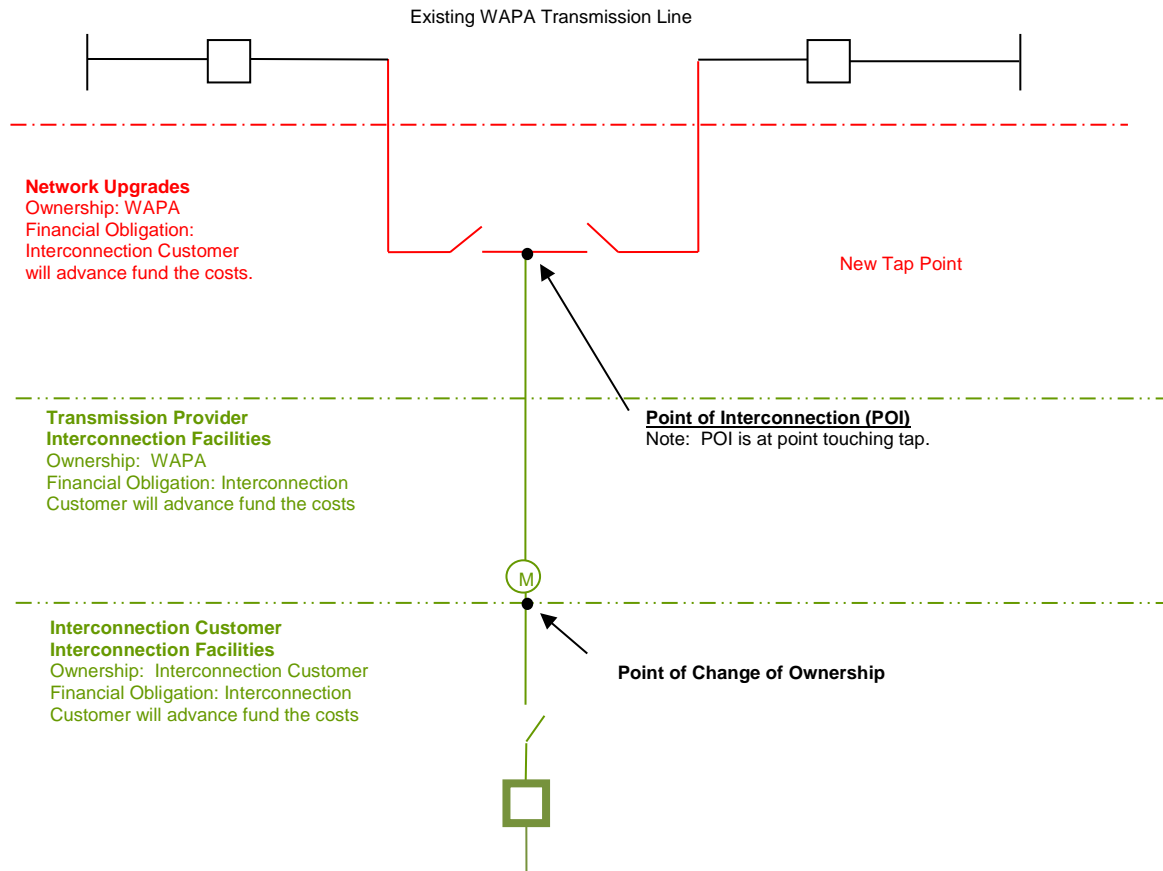 Existing WAPA Transmission Line
Network Upgrades
Ownership: WAPA
Financial Obligation:
Interconnection Customer
will advance fund the costs.
New Tap Point
Transmission Provider
Interconnection Facilities
Ownership: WAPA
Financial Obligation: Interconnection
Customer will advance fund the costs
Point of Interconnection (POI)
Note: POI is at point touching tap.
M
Interconnection Customer
Interconnection Facilities
Ownership: Interconnection Customer
Financial Obligation: Interconnection
Customer will advance fund the costs
Point of Change of Ownership